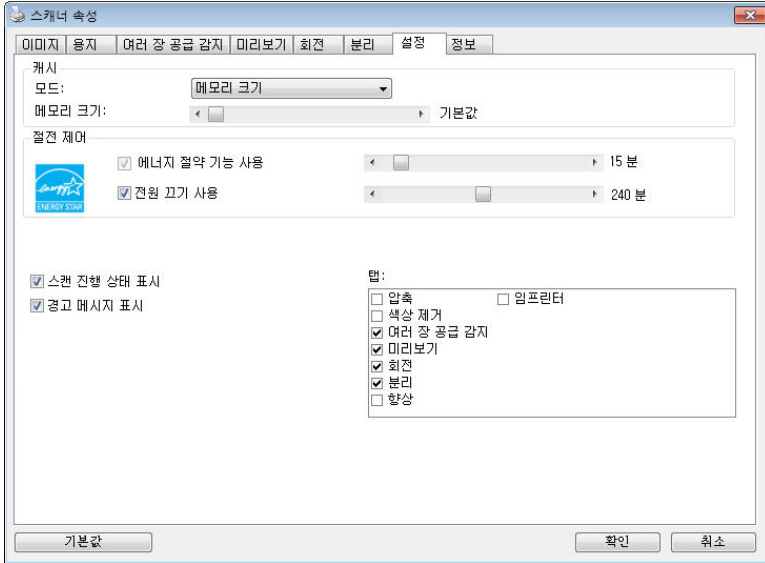 스캐너 속성
이미지 용지 여러 장 공급 감지 미리보기 회전 분리 설정 정보
캐시
모드: 메모리 크기
메모리 크기: 기본값
절전 제어
에너지 절약 기능 사용 15 분
energy
ENERGY STAR
전원 끄기 사용 240 분
스캔 진행 상태 표시
경고 메시지 표시
탭:
압축 임프린터
색상 제거
여러 장 공급 감지
미리보기
회전
분리
향상
기본값 확인 취소